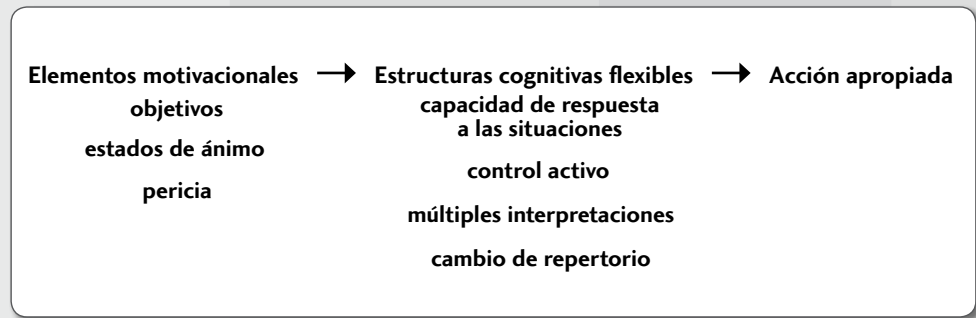 Elementos motivacionales → Estructuras cognitivas flexibles → Acción apropiada
objetivos
estados de ánimo
pericia
capacidad de respuesta
a las situaciones
control activo
múltiples interpretaciones
cambio de repertorio